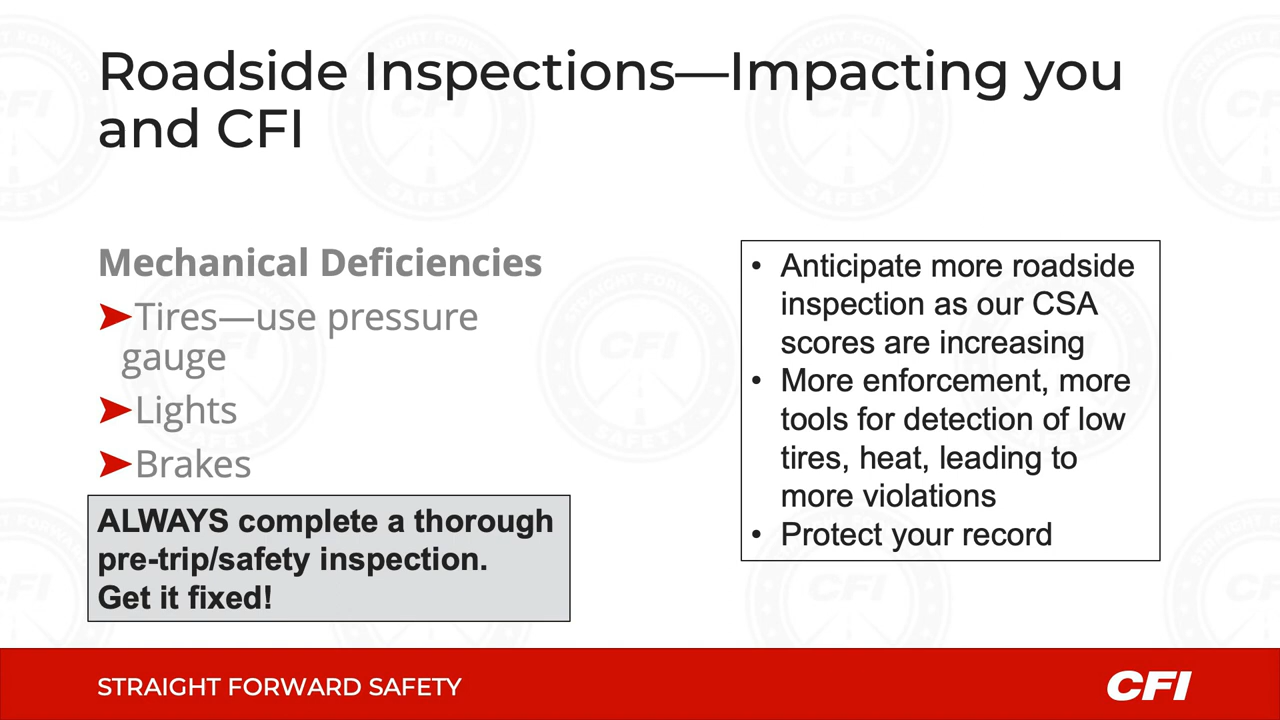 Roadside Inspections—Impacting you
and CFI
Mechanical Deficiencies
➤Tires—use pressure
gauge
➤Lights
➤Brakes
ALWAYS complete a thorough
pre-trip/safety inspection.
Get it fixed!
• Anticipate more roadside
inspection as our CSA
scores are increasing
• More enforcement, more
tools for detection of low
tires, heat, leading to
more violations
• Protect your record
STRAIGHT FORWARD SAFETY
CFI